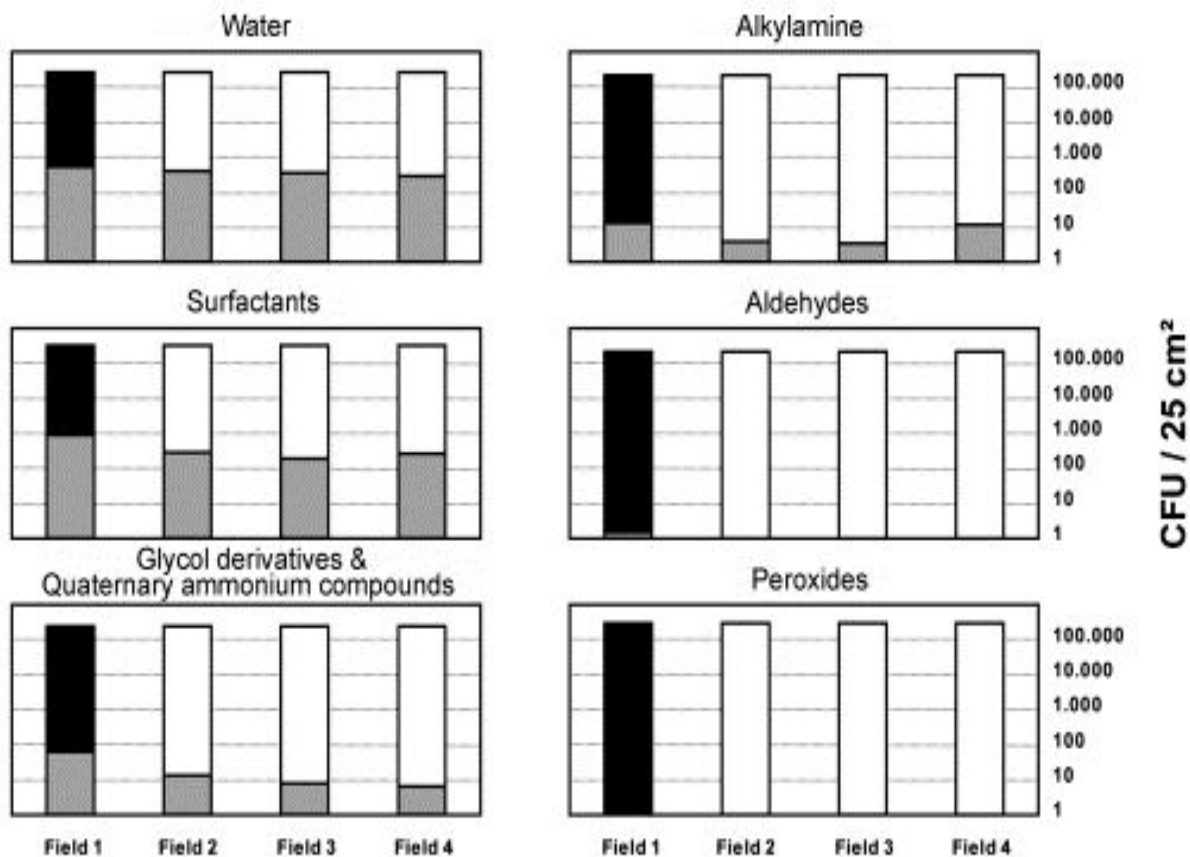 Water
Alkylamine
100.000
10.000
1.000
100
10
1
Surfactants
Aldehydes
100.000
10.000
1.000
100
10
1
CFU / 25 cm²
Glycol derivatives &
Quaternary ammonium compounds
Peroxides
100.000
10.000
1.000
100
10
1
Field 1 Field 2 Field 3 Field 4 Field 1 Field 2 Field 3 Field 4